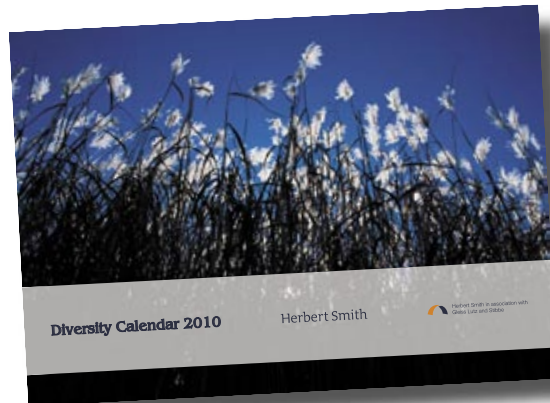 Diversity Calendar 2010
Herbert Smith
Herbert Smith in association with
Gleiss Lutz and Stibbe